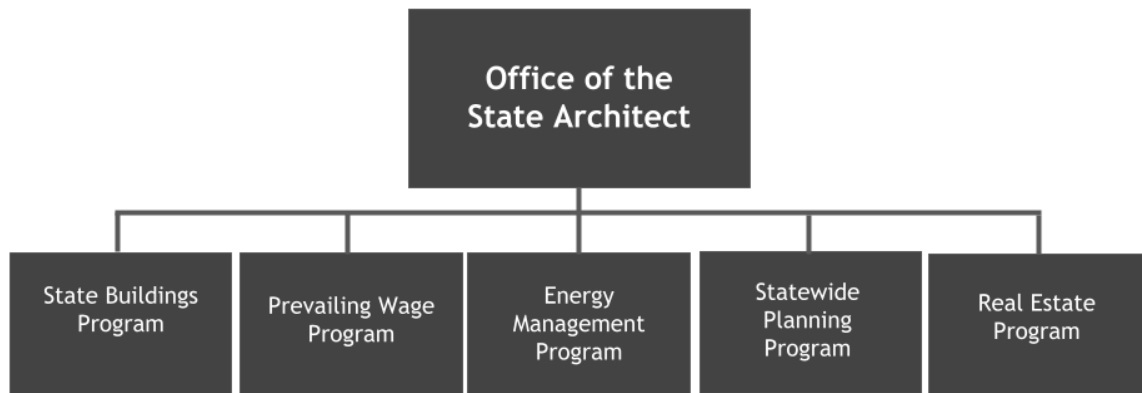 Office of the
State Architect
State Buildings
Program
Prevailing Wage
Program
Energy
Management
Program
Statewide
Planning
Program
Real Estate
Program